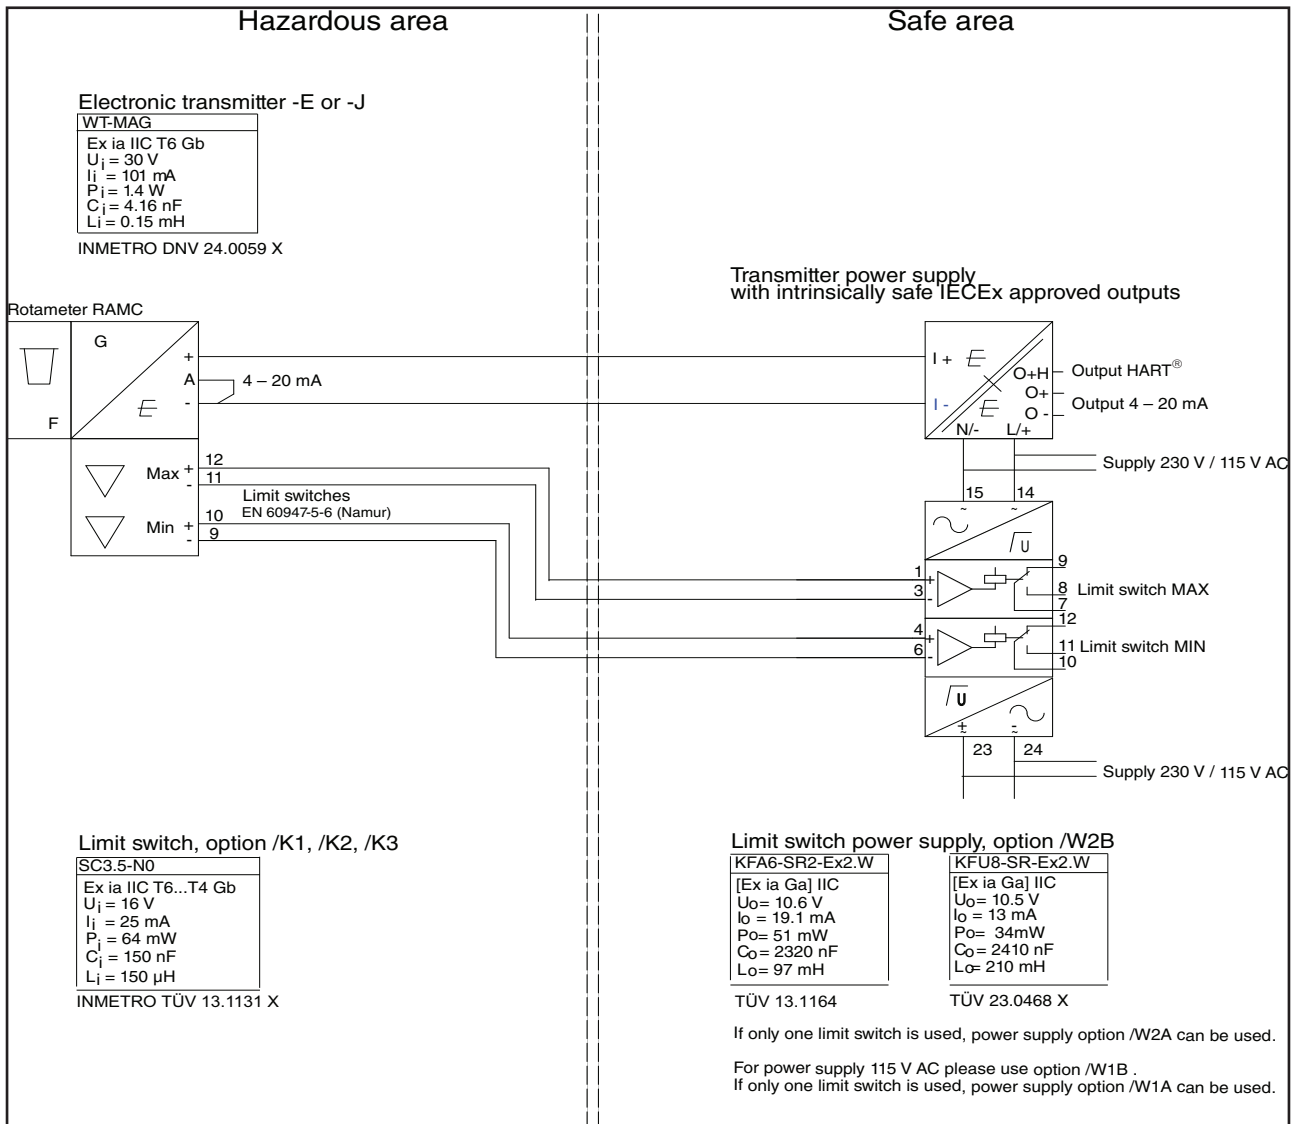 Hazardous area
Safe area
Electronic transmitter -E or -J
WT-MAG
Ex ia IIC T6 Gb
Ui = 30 V
Ii = 101 mA
Pi = 1.4 W
Ci = 4.16 nF
Li = 0.15 mH
INMETRO DNV 24.0059 X
Transmitter power supply
with intrinsically safe IECEx approved outputs
Rotameter RAMC
G
+
A
-
E
F
4 – 20 mA
I +
I -
E
E
O+H
O+
O -
N/-
L/+
Output HART®
Output 4 – 20 mA
Supply 230 V / 115 V AC
Max + 12
- 11
Limit switches
EN 60947-5-6 (Namur)
Min + 10
- 9
15
14
~
~
U
1 +
3 -
9
8 Limit switch MAX
7
4 +
6 -
12
11 Limit switch MIN
10
U
+
~
-
~
23
24
Supply 230 V / 115 V AC
Limit switch, option /K1, /K2, /K3
SC3.5-N0
Ex ia IIC T6...T4 Gb
Ui = 16 V
Ii = 25 mA
Pi = 64 mW
Ci = 150 nF
Li = 150 µH
INMETRO TÜV 13.1131 X
Limit switch power supply, option /W2B
KFA6-SR2-Ex2.W
[Ex ia Ga] IIC
Uo= 10.6 V
Io = 19.1 mA
Po= 51 mW
Co= 2320 nF
Lo= 97 mH
TÜV 13.1164
KFU8-SR-Ex2.W
[Ex ia Ga] IIC
Uo= 10.5 V
Io = 13 mA
Po= 34mW
Co= 2410 nF
Lo= 210 mH
TÜV 23.0468 X
If only one limit switch is used, power supply option /W2A can be used.
For power supply 115 V AC please use option /W1B .
If only one limit switch is used, power supply option /W1A can be used.